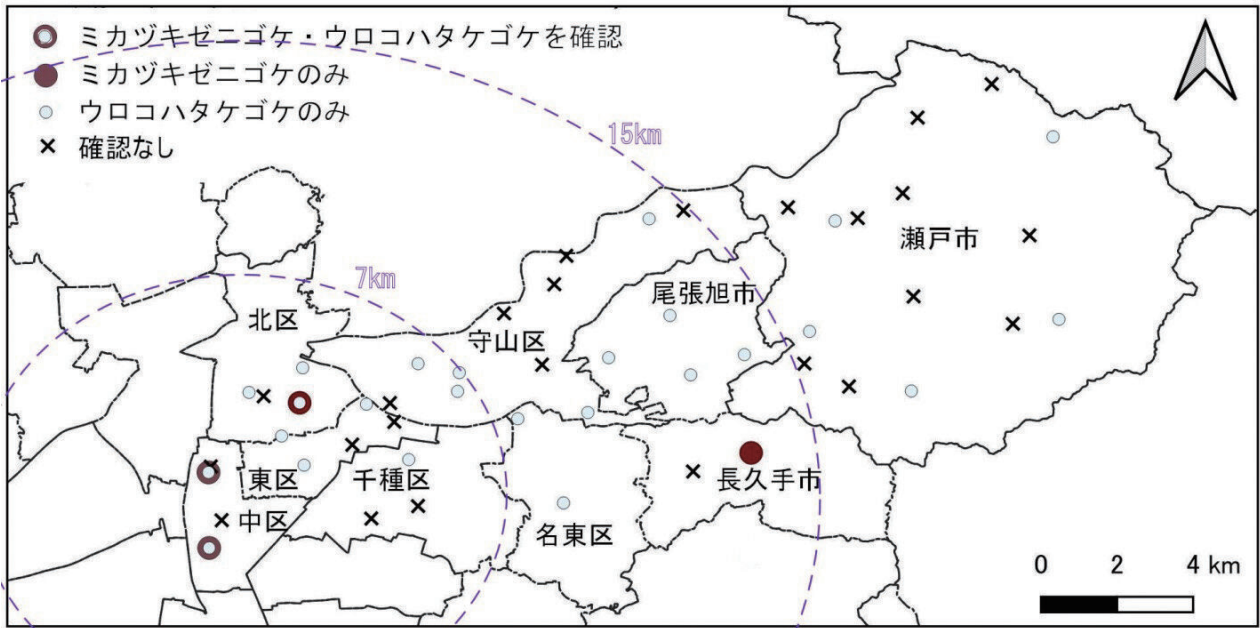 ミカヅキゼニゴケ・ウロコハタケゴケを確認
ミカヅキゼニゴケのみ
ウロコハタケゴケのみ
確認なし
15km
7km
瀬戸市
尾張旭市
北区
守山区
東区
千種区
長久手市
中区
名東区
0 2 4 km